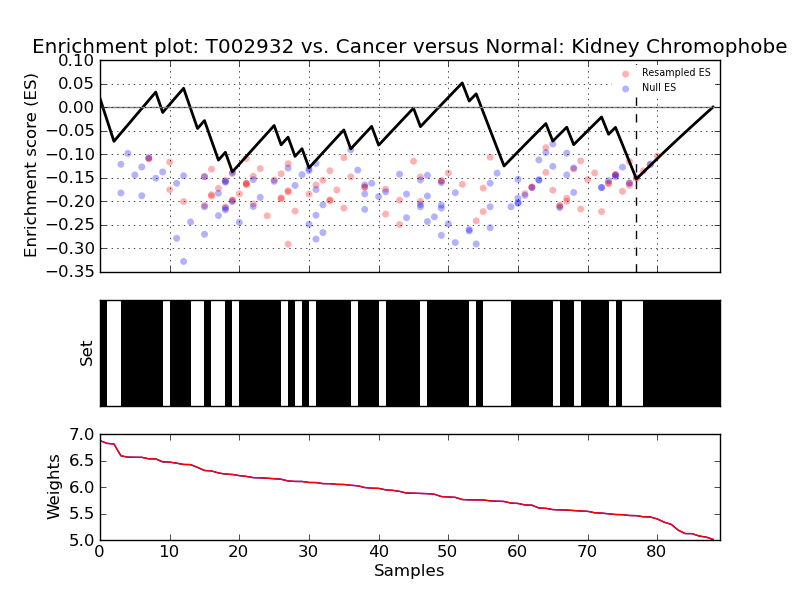 Enrichment plot: T002932 vs. Cancer versus Normal: Kidney Chromophobe
0.10
0.05
0.00
−0.05
−0.10
−0.15
−0.20
−0.25
−0.30
−0.35
Enrichment score (ES)
Resampled ES
Null ES
Set
7.0
6.5
6.0
5.5
5.0
Weights
0 10 20 30 40 50 60 70 80
Samples